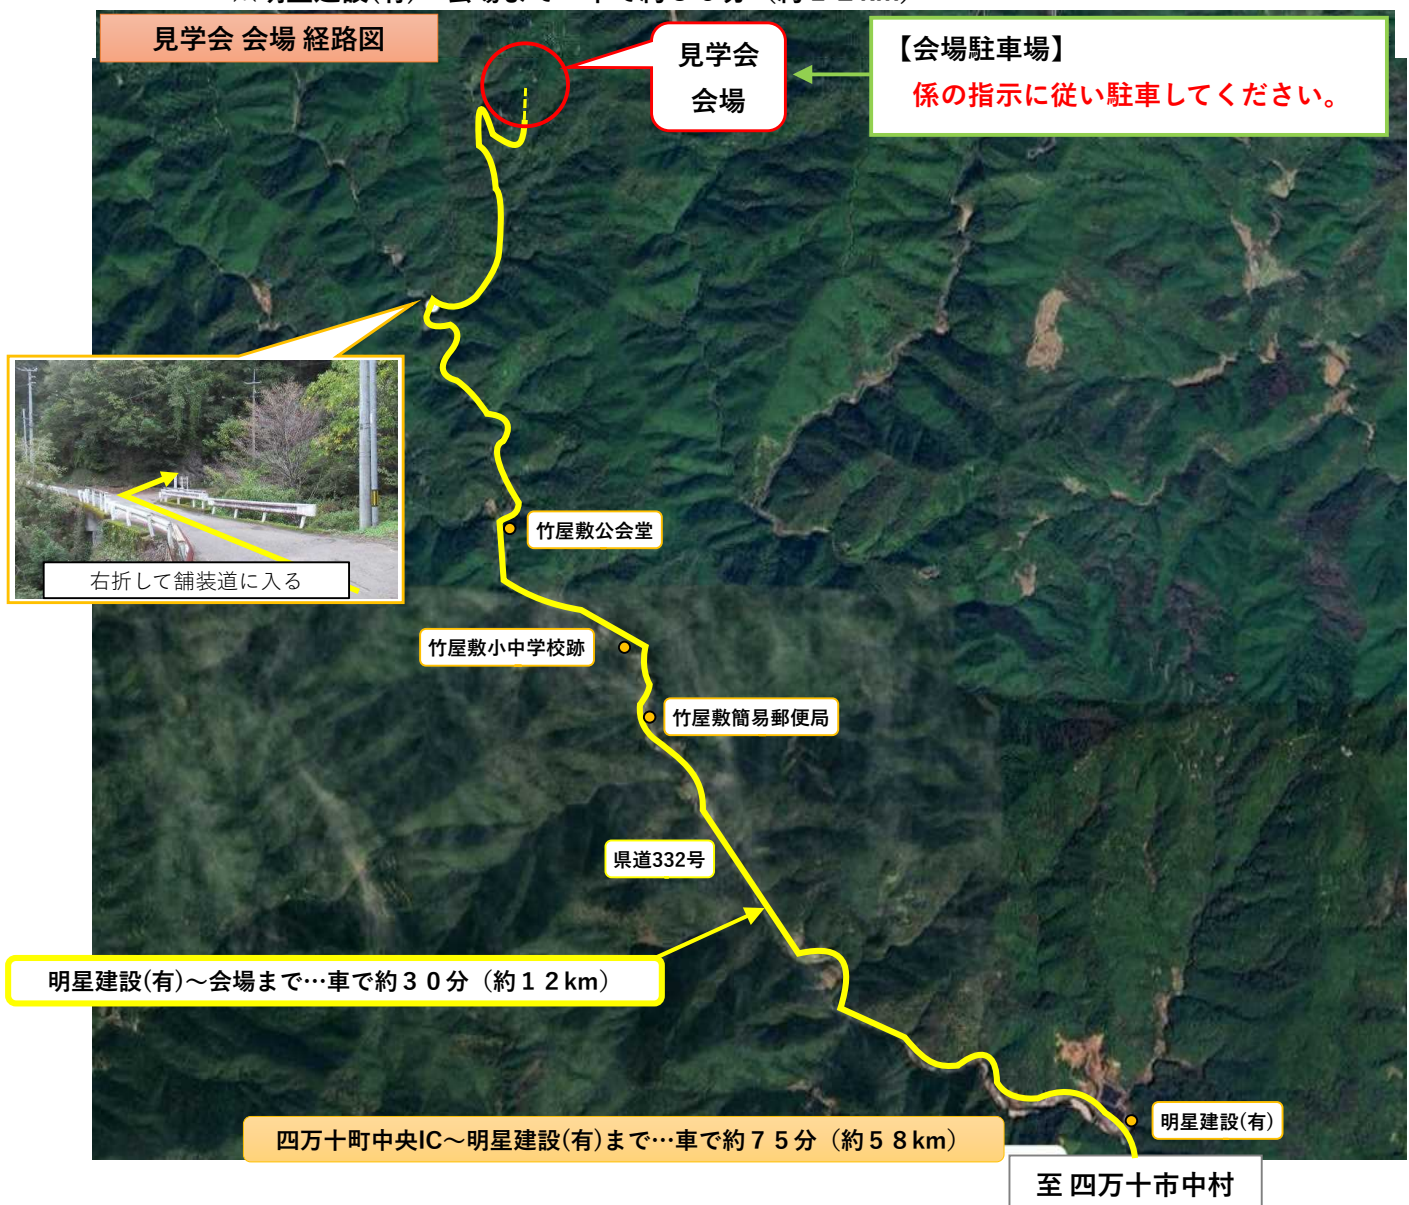 見学会 会場 経路図
見学会
会場
【会場駐車場】
係の指示に従い駐車してください。
右折して舗装道に入る
竹屋敷公会堂
竹屋敷小中学校跡
竹屋敷簡易郵便局
県道332号
明星建設(有)～会場まで…車で約３０分（約１２km）
明星建設(有)
四万十町中央IC～明星建設(有)まで…車で約７５分（約５８km）
至 四万十市中村